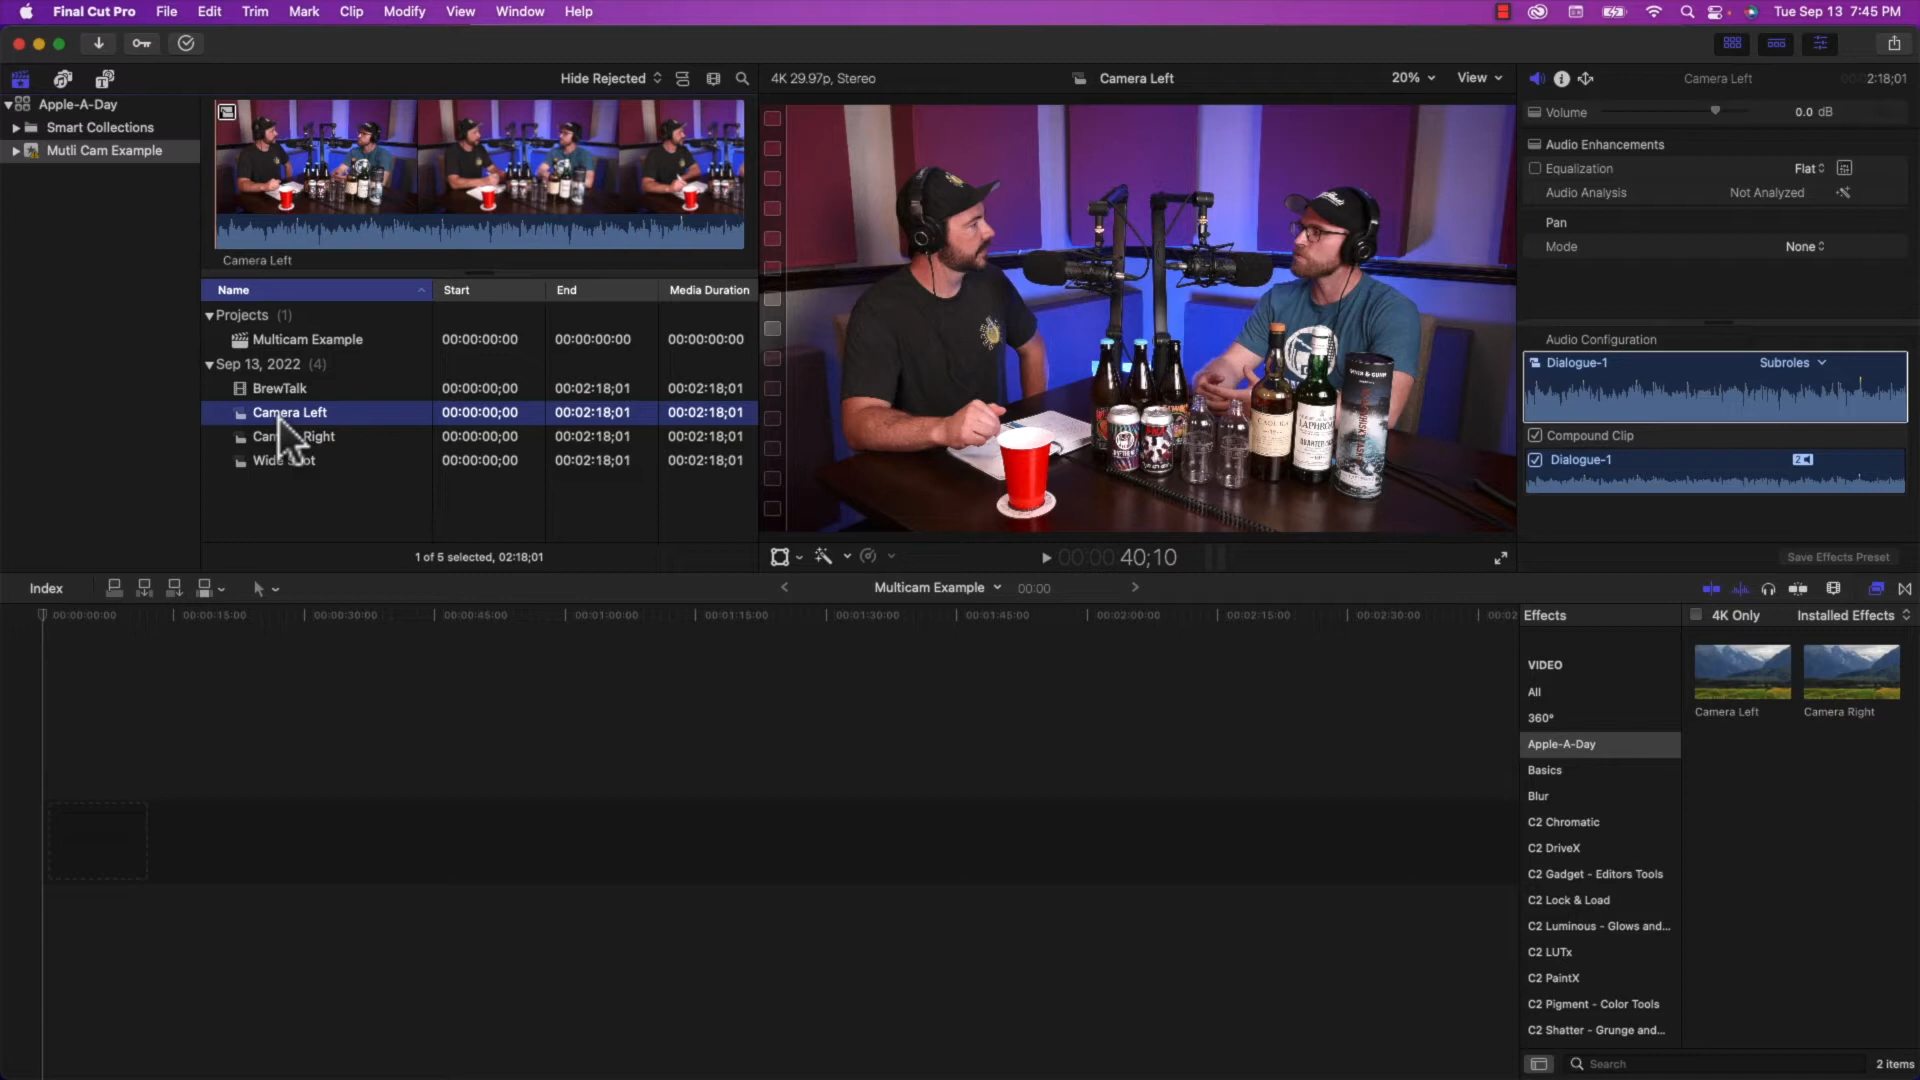 Final Cut Pro File Edit Trim Mark Clip Modify View Window Help Tue Sep 13 7:45 PM
Hide Rejected 4K 29.97p, Stereo Camera Left 20% View Camera Left 2:18;01
Apple-A-Day
Smart Collections
Mutli Cam Example
Camera Left
Name Start End Media Duration
Projects (1)
Multicam Example 00:00:00:00 00:00:00:00 00:00:00:00
Sep 13, 2022 (4)
BrewTalk 00:00:00;00 00:02:18;01 00:02:18;01
Camera Left 00:00:00;00 00:02:18;01 00:02:18;01
Right 00:00:00;00 00:02:18;01 00:02:18;01
00:00:00;00 00:02:18;01 00:02:18;01
1 of 5 selected, 02:18;01
00:00:40;10
LAPHROAIG
Volume 0.0 dB
Audio Enhancements
Equalization Flat
Audio Analysis Not Analyzed
Pan
Mode None
Audio Configuration
Dialogue-1 Subroles
Compound Clip
Dialogue-1 2
Save Effects Preset
Index Multicam Example 00:00
00:00:00:00 00:00:15:00 00:00:30:00 00:00:45:00 00:01:00:00 00:01:15:00 00:01:30:00 00:01:45:00 00:02:00:00 00:02:15:00 00:02:30:00 00:02
Effects 4K Only Installed Effects
VIDEO
All
360°
Apple-A-Day
Basics
Blur
C2 Chromatic
C2 DriveX
C2 Gadget - Editors Tools
C2 Lock & Load
C2 Luminous - Glows and...
C2 LUTx
C2 PaintX
C2 Pigment - Color Tools
C2 Shatter - Grunge and...
Camera Left Camera Right
Search 2 items